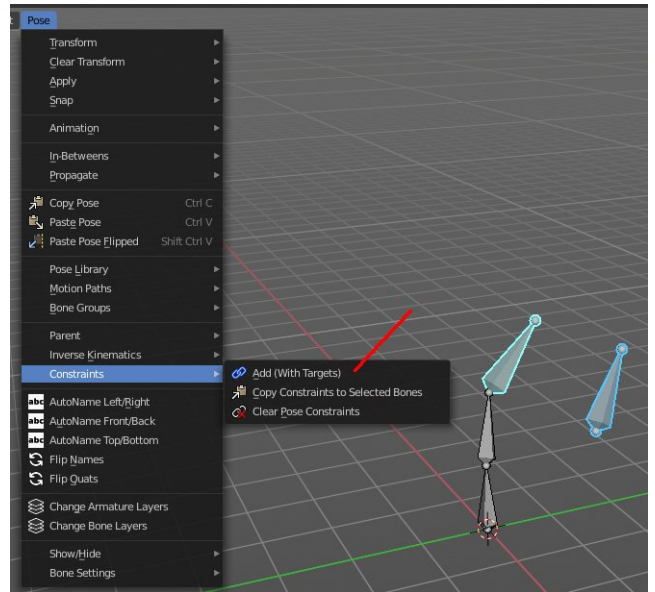 Pose
Transform
Clear Transform
Apply
Snap
Animation
In-Betweens
Propagate
Copy Pose Ctrl C
Paste Pose Ctrl V
Paste Pose Flipped Shift Ctrl V
Pose Library
Motion Paths
Bone Groups
Parent
Inverse Kinematics
Constraints
Add (With Targets)
Copy Constraints to Selected Bones
Clear Pose Constraints
abc AutoName Left/Right
abc AutoName Front/Back
abc AutoName Top/Bottom
Flip Names
Flip Quats
Change Armature Layers
Change Bone Layers
Show/Hide
Bone Settings